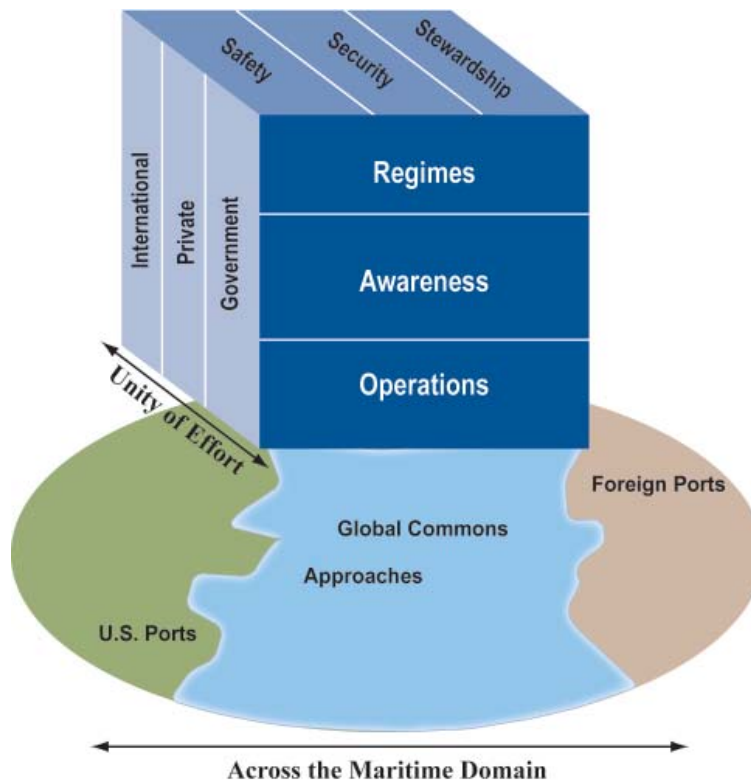 Safety
Security
Stewardship
International
Private
Government
Regimes
Awareness
Operations
Unity of Effort
Foreign Ports
Global Commons
Approaches
U.S. Ports
Across the Maritime Domain